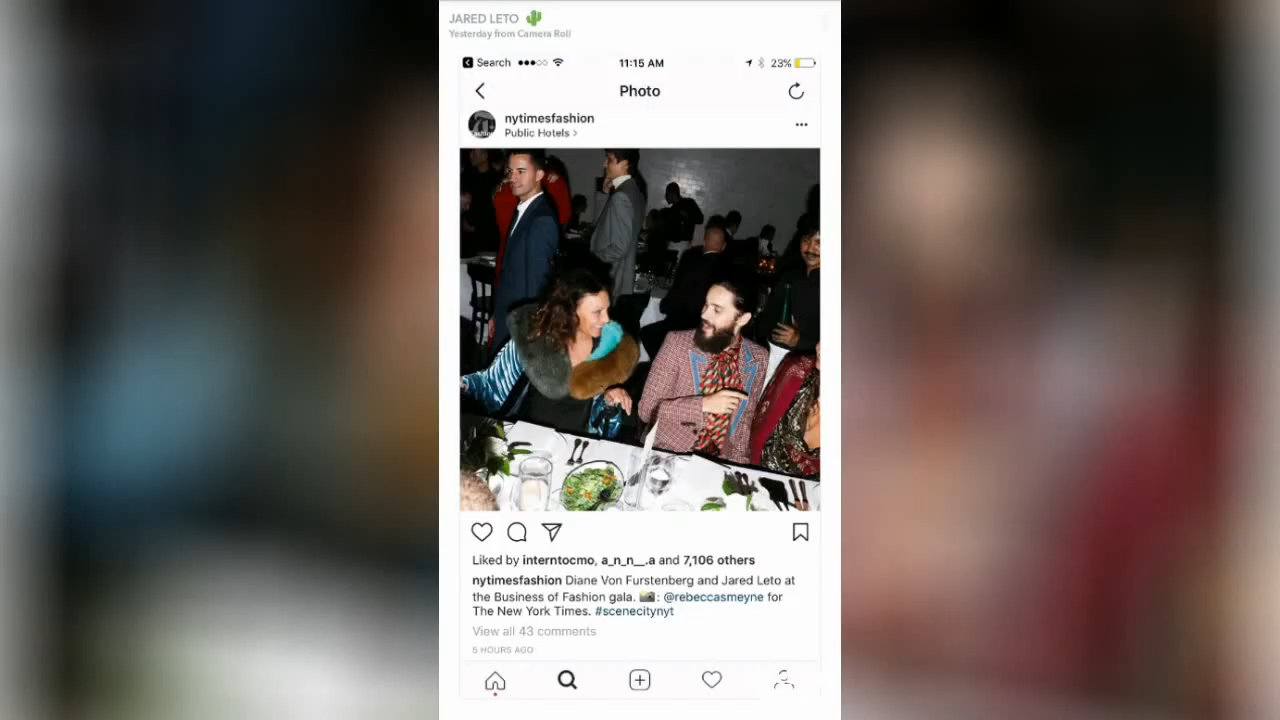 JARED LETO 🌵
Yesterday from Camera Roll
Search 11:15 AM 23%
Photo
nytimesfashion
Public Hotels >
Liked by interntocmo, a_n_n__.a and 7,106 others
nytimesfashion Diane Von Furstenberg and Jared Leto at
the Business of Fashion gala. 📸: @rebeccasmeyne for
The New York Times. #scenecitynyt
View all 43 comments
5 HOURS AGO